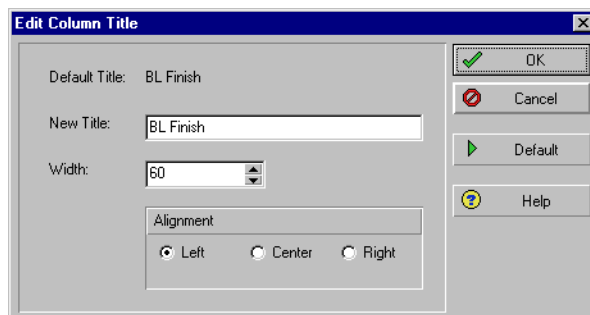 Edit Column Title
Default Title: BL Finish
New Title: BL Finish
Width: 60
Alignment
Left Center Right
OK
Cancel
Default
Help